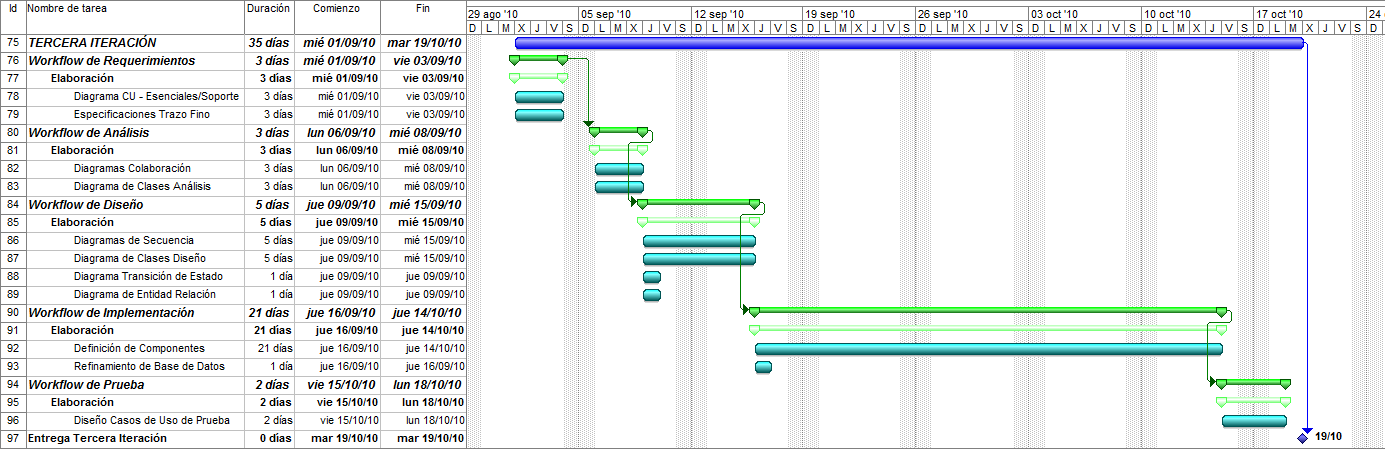 Id Nombre de tarea Duración Comienzo Fin 29 ago '10 05 sep '10 12 sep '10 19 sep '10 26 sep '10 03 oct '10 10 oct '10 17 oct '10 24
D L M X J V S D L M X J V S D L M X J V S D L M X J V S D L M X J V S D L M X J V S D L M X J V S D L M X J V S D L
75 TERCERA ITERACIÓN 35 días mié 01/09/10 mar 19/10/10
76 Workflow de Requerimientos 3 días mié 01/09/10 vie 03/09/10
77 Elaboración 3 días mié 01/09/10 vie 03/09/10
78 Diagrama CU - Esenciales/Soporte 3 días mié 01/09/10 vie 03/09/10
79 Especificaciones Trazo Fino 3 días mié 01/09/10 vie 03/09/10
80 Workflow de Análisis 3 días lun 06/09/10 mié 08/09/10
81 Elaboración 3 días lun 06/09/10 mié 08/09/10
82 Diagramas Colaboración 3 días lun 06/09/10 mié 08/09/10
83 Diagrama de Clases Análisis 3 días lun 06/09/10 mié 08/09/10
84 Workflow de Diseño 5 días jue 09/09/10 mié 15/09/10
85 Elaboración 5 días jue 09/09/10 mié 15/09/10
86 Diagramas de Secuencia 5 días jue 09/09/10 mié 15/09/10
87 Diagrama de Clases Diseño 5 días jue 09/09/10 mié 15/09/10
88 Diagrama Transición de Estado 1 día jue 09/09/10 jue 09/09/10
89 Diagrama de Entidad Relación 1 día jue 09/09/10 jue 09/09/10
90 Workflow de Implementación 21 días jue 16/09/10 jue 14/10/10
91 Elaboración 21 días jue 16/09/10 jue 14/10/10
92 Definición de Componentes 21 días jue 16/09/10 jue 14/10/10
93 Refinamiento de Base de Datos 1 día jue 16/09/10 jue 16/09/10
94 Workflow de Prueba 2 días vie 15/10/10 lun 18/10/10
95 Elaboración 2 días vie 15/10/10 lun 18/10/10
96 Diseño Casos de Uso de Prueba 2 días vie 15/10/10 lun 18/10/10
97 Entrega Tercera Iteración 0 días mar 19/10/10 mar 19/10/10 19/10